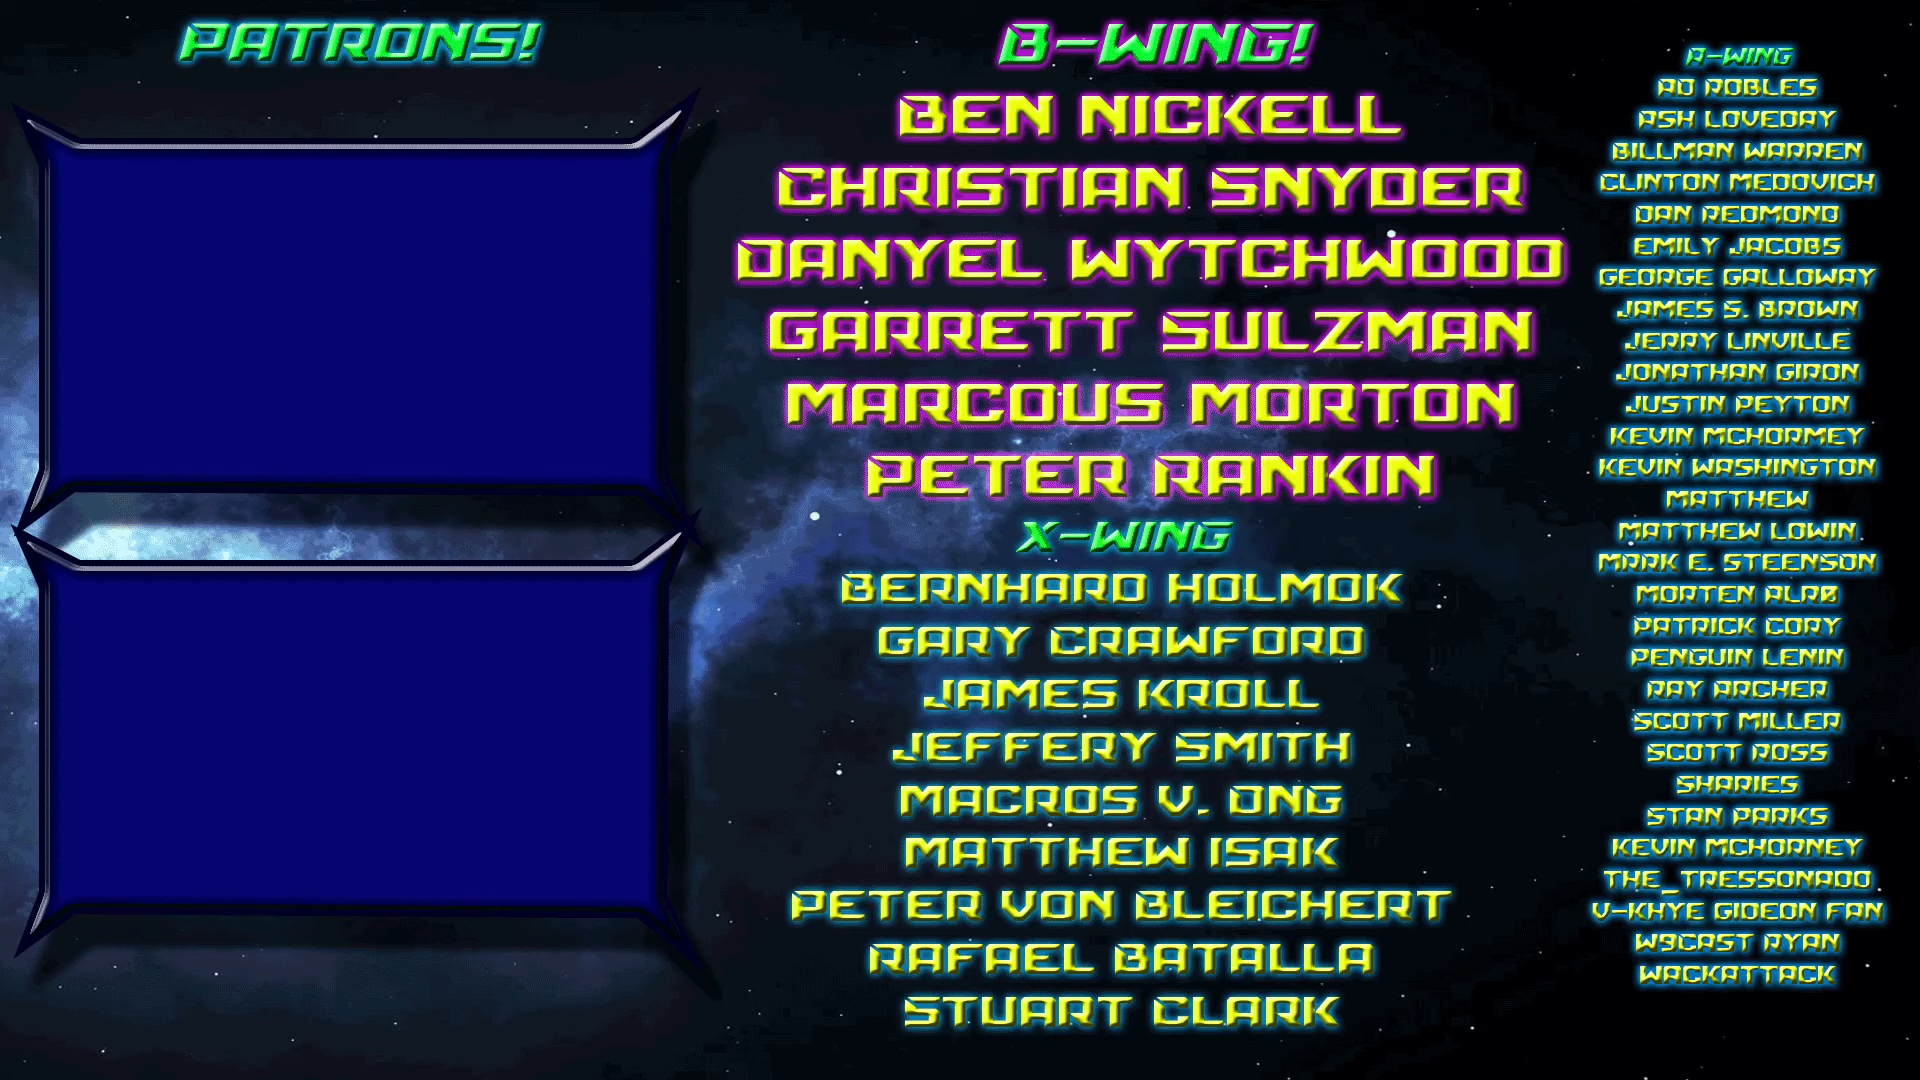 PATRONS!
B-WING!
BEN NICKELL
CHRISTIAN SNYDER
DANYEL WYTCHWOOD
GARRETT SULZMAN
MARCOUS MORTON
PETER RANKIN
X-WING
BERNHARD HOLMOK
GARY CRAWFORD
JAMES KROLL
JEFFERY SMITH
MACROS V. ONG
MATTHEW ISAK
PETER VON BLEICHERT
RAFAEL BATALLA
STUART CLARK
A-WING
AD ROBLES
ASH LOVEDAY
BILLMAN WARREN
CLINTON MEDOVICH
DAN REDMOND
EMILY JACOBS
GEORGE GALLOWAY
JAMES S. BROWN
JERRY LINVILLE
JONATHAN GIRON
JUSTIN PEYTON
KEVIN MCHORMEY
KEVIN WASHINGTON
MATTHEW
MATTHEW LOWIN
MARK E. STEENSON
MORTEN ALRØ
PATRICK CORY
PENGUIN LENIN
RAY ARCHER
SCOTT MILLER
SCOTT ROSS
SHARIES
STAN PARKS
KEVIN MCHORNEY
THE_TRESSONADO
V-KHYE GIDEON FAN
W9CAST RYAN
WACKATTACK